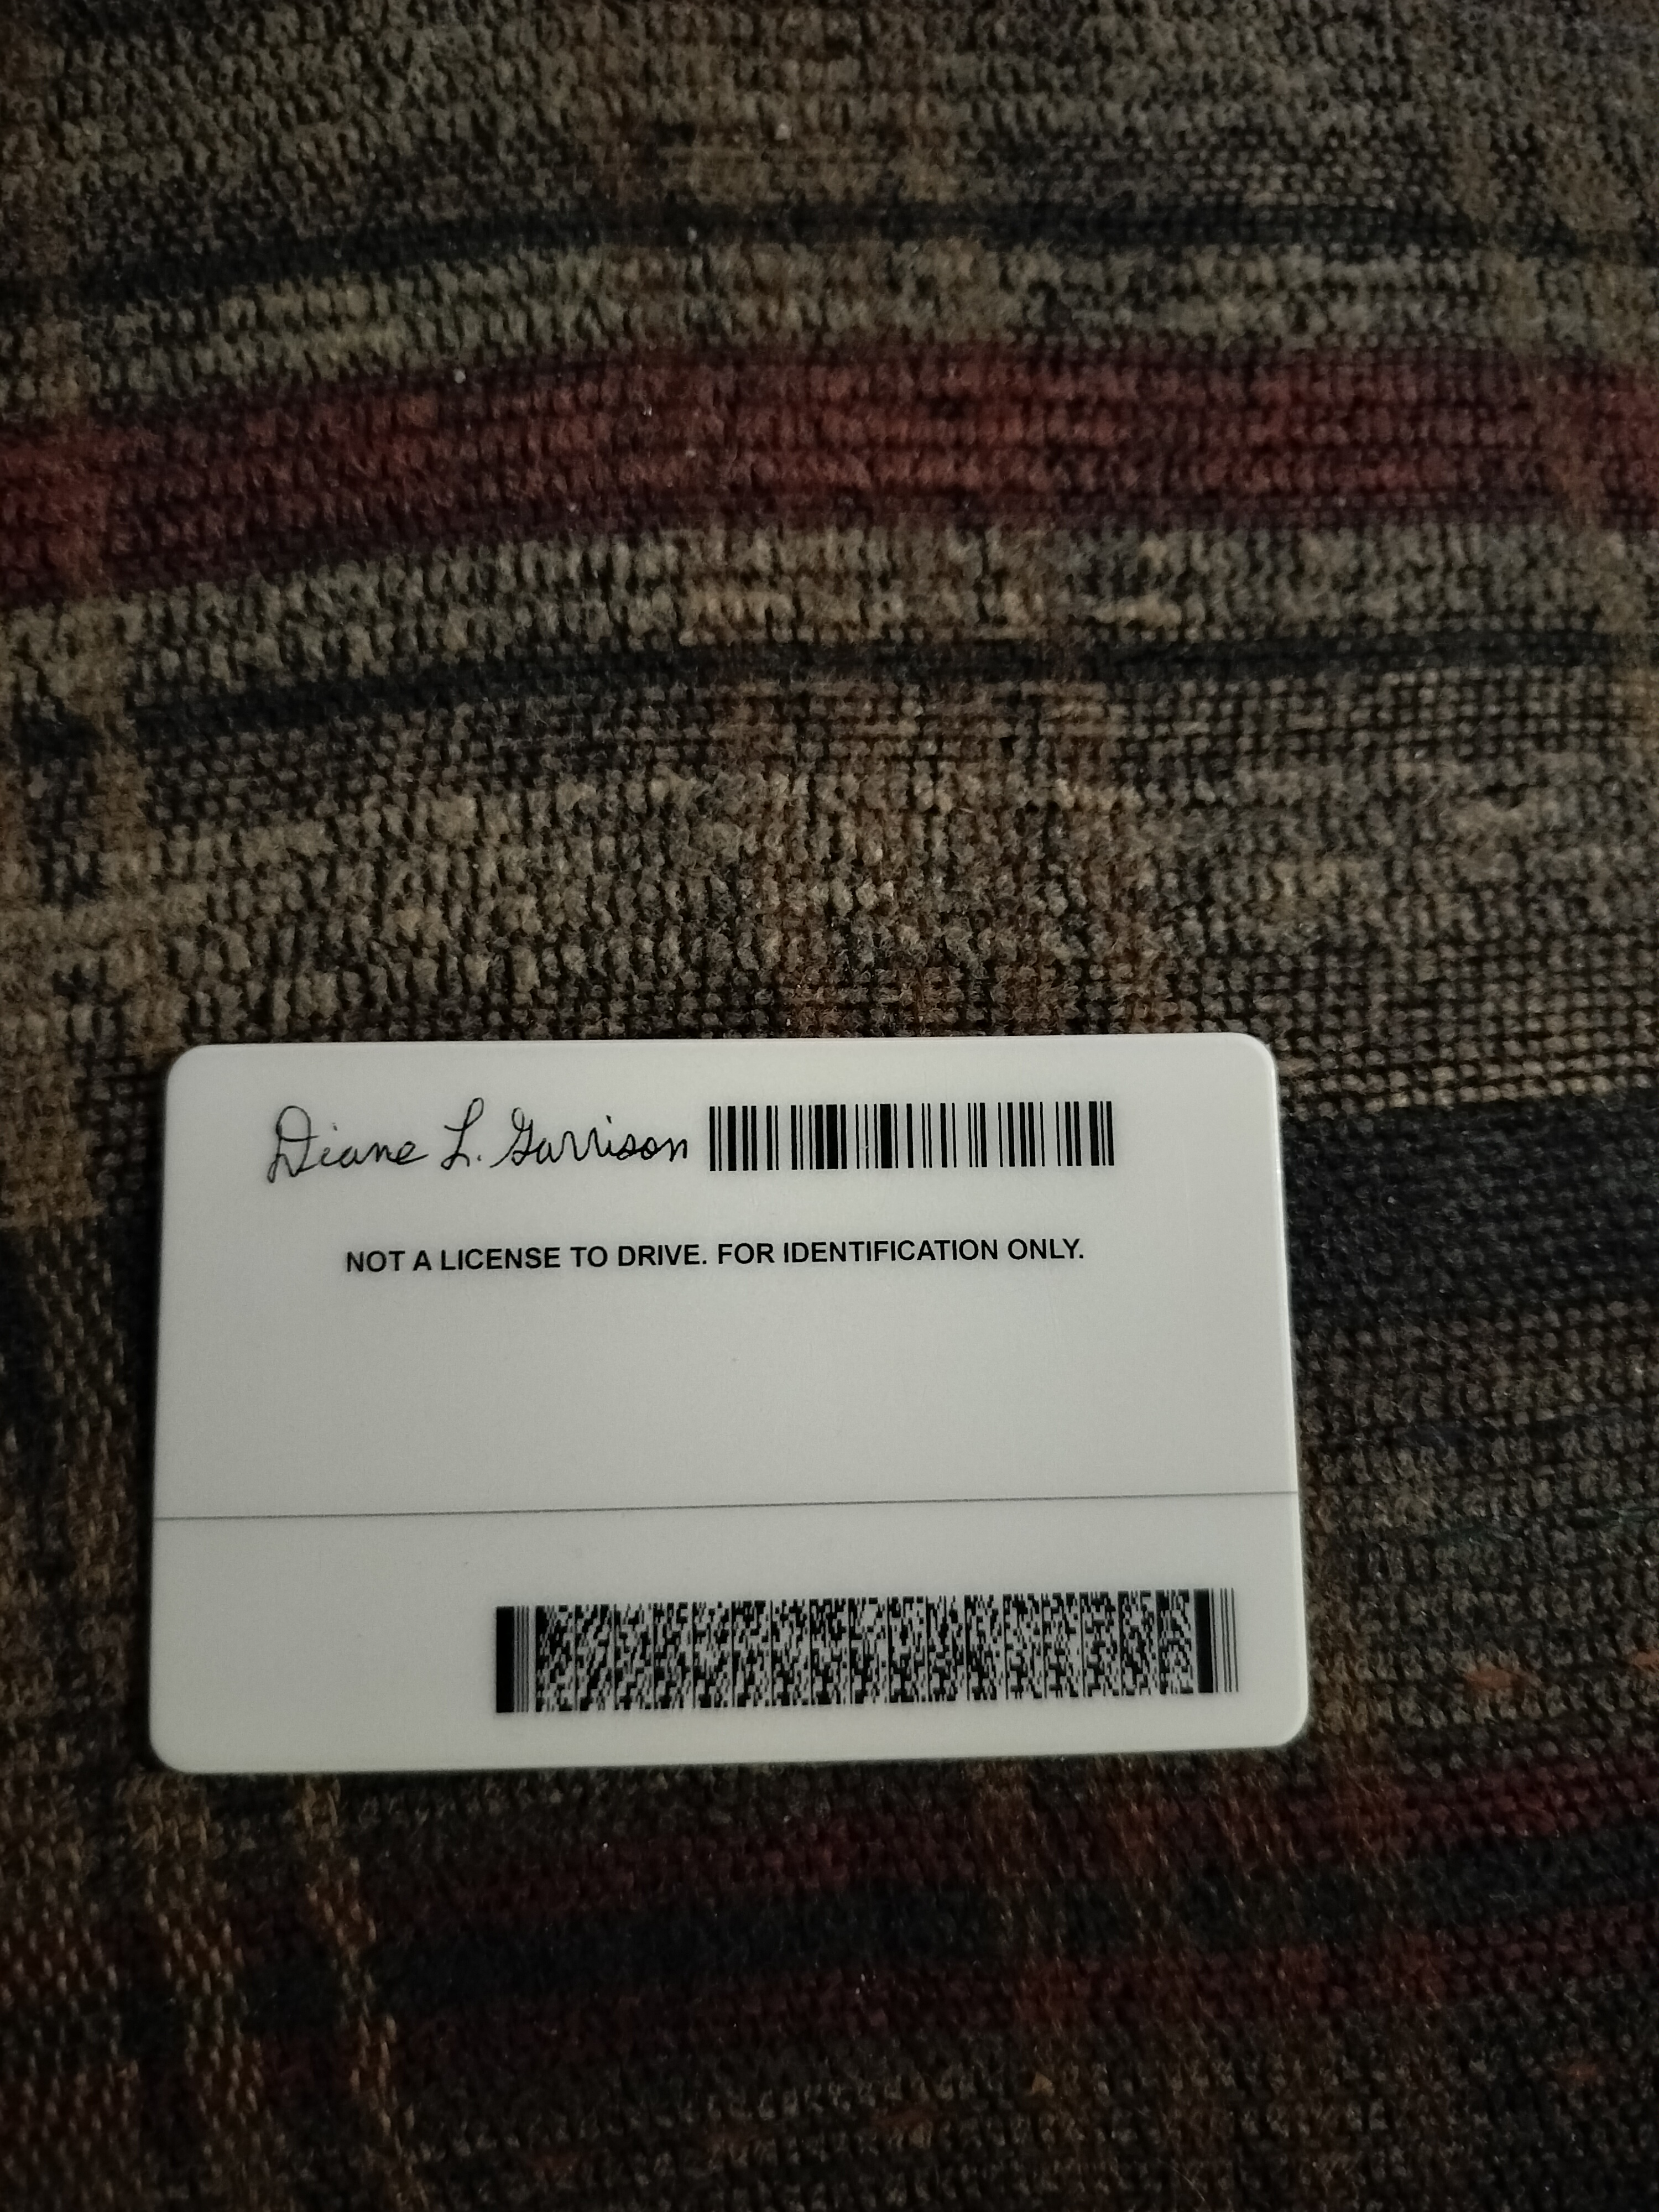 Diane L. Garrison
NOT A LICENSE TO DRIVE. FOR IDENTIFICATION ONLY.